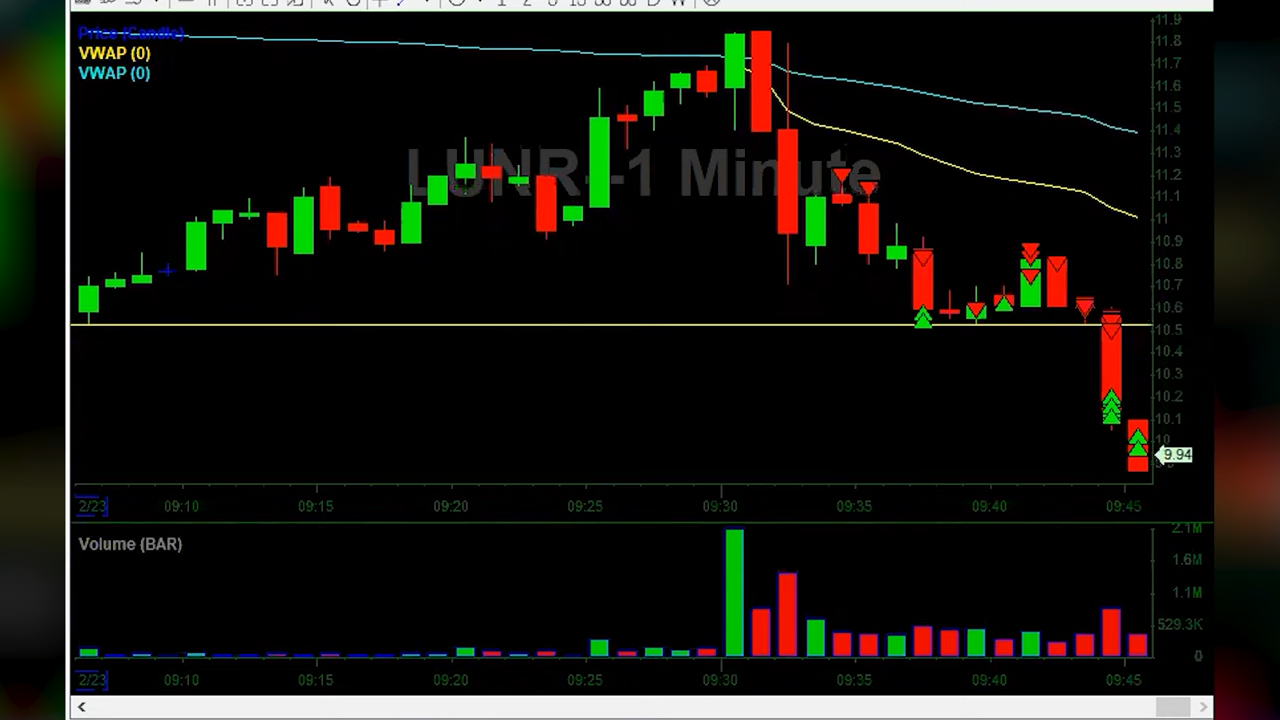 Price (Candle)
VWAP (0)
VWAP (0)
LUNR--1 Minute
11.9
11.8
11.7
11.6
11.5
11.4
11.3
11.2
11.1
11
10.9
10.8
10.7
10.6
10.5
10.4
10.3
10.2
10.1
10
9.94
2/23 09:10 09:15 09:20 09:25 09:30 09:35 09:40 09:45
Volume (BAR)
2.1M
1.6M
1.1M
529.3K
0
2/23 09:10 09:15 09:20 09:25 09:30 09:35 09:40 09:45